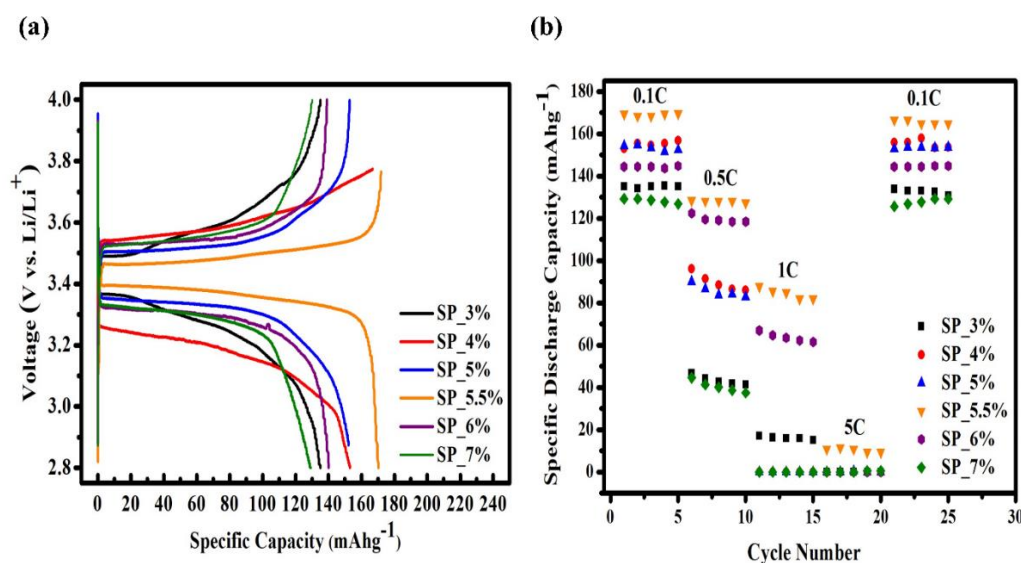 (a)
(b)
4.0
3.8
3.6
3.4
3.2
3.0
2.8
Voltage (V vs. Li/Li+)
0 20 40 60 80 100 120 140 160 180 200 220 240
Specific Capacity (mAhg-1)
SP_3%
SP_4%
SP_5%
SP_5.5%
SP_6%
SP_7%
180
160
140
120
100
80
60
40
20
0
Specific Discharge Capacity (mAhg-1)
0.1C
0.1C
0.5C
1C
5C
SP_3%
SP_4%
SP_5%
SP_5.5%
SP_6%
SP_7%
0 5 10 15 20 25 30
Cycle Number